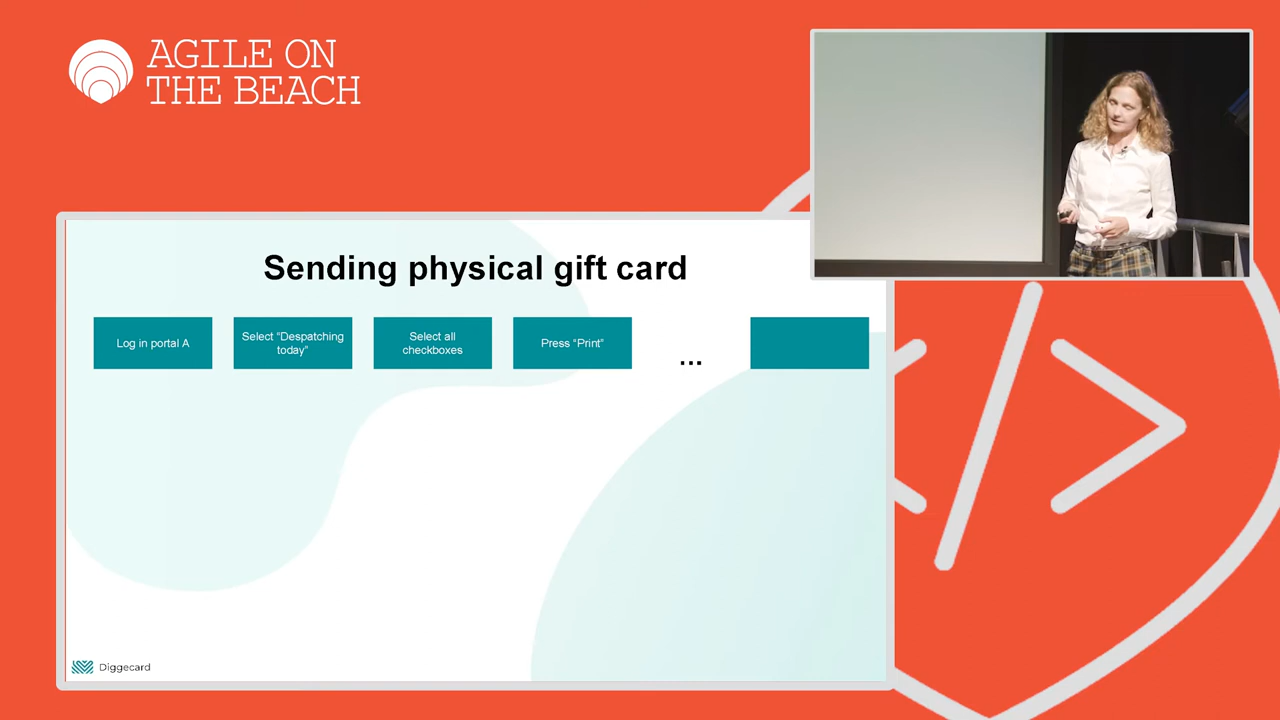 AGILE ON
THE BEACH
Sending physical gift card
Log in portal A
Select “Despatching
today”
Select all
checkboxes
Press “Print”
...
Diggecard